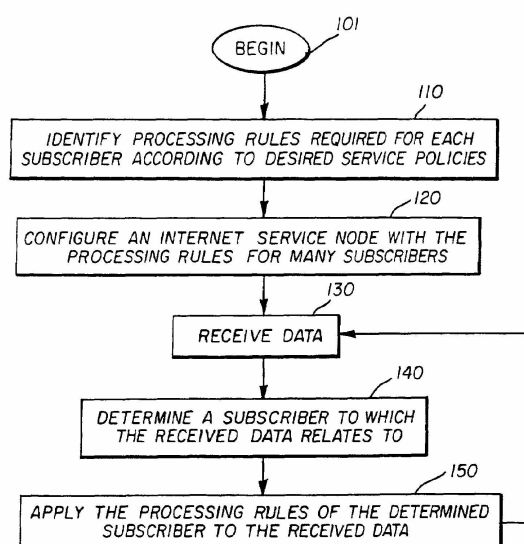 101
BEGIN
110
IDENTIFY PROCESSING RULES REQUIRED FOR EACH
SUBSCRIBER ACCORDING TO DESIRED SERVICE POLICIES
120
CONFIGURE AN INTERNET SERVICE NODE WITH THE
PROCESSING RULES FOR MANY SUBSCRIBERS
130
RECEIVE DATA
140
DETERMINE A SUBSCRIBER TO WHICH
THE RECEIVED DATA RELATES TO
150
APPLY THE PROCESSING RULES OF THE DETERMINED
SUBSCRIBER TO THE RECEIVED DATA